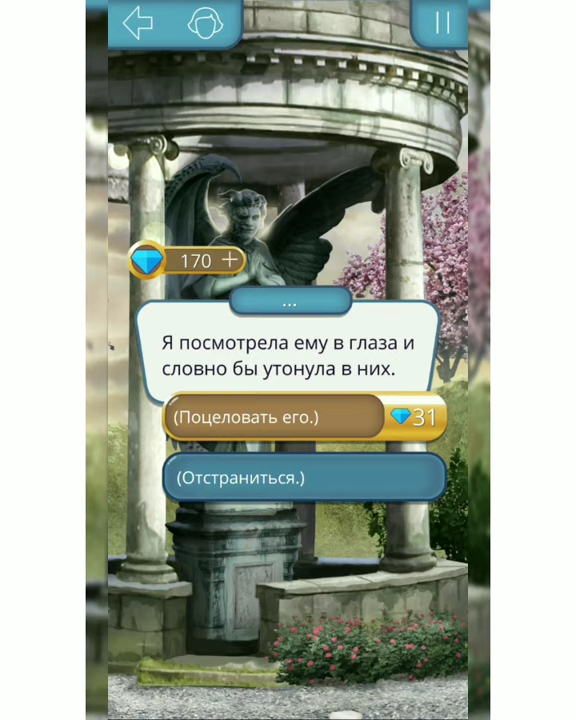 170 +
...
Я посмотрела ему в глаза и
словно бы утонула в них.
(Поцеловать его.) 31
(Отстраниться.)